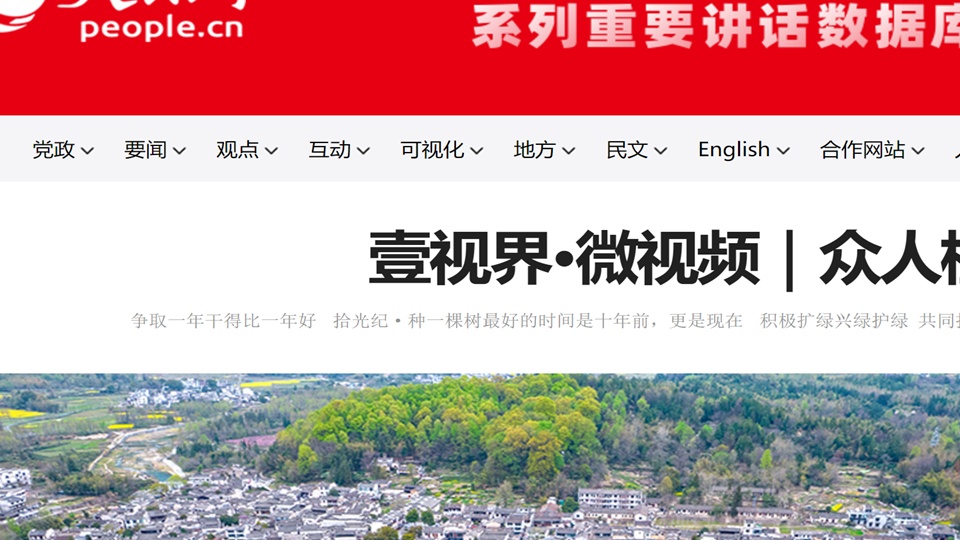 people.cn
系列重要讲话数据库
党政 要闻 观点 互动 可视化 地方 民文 English 合作网站
壹视界·微视频｜众人
争取一年干得比一年好 拾光纪·种一棵树最好的时间是十年前，更是现在 积极扩绿兴绿护绿 共同